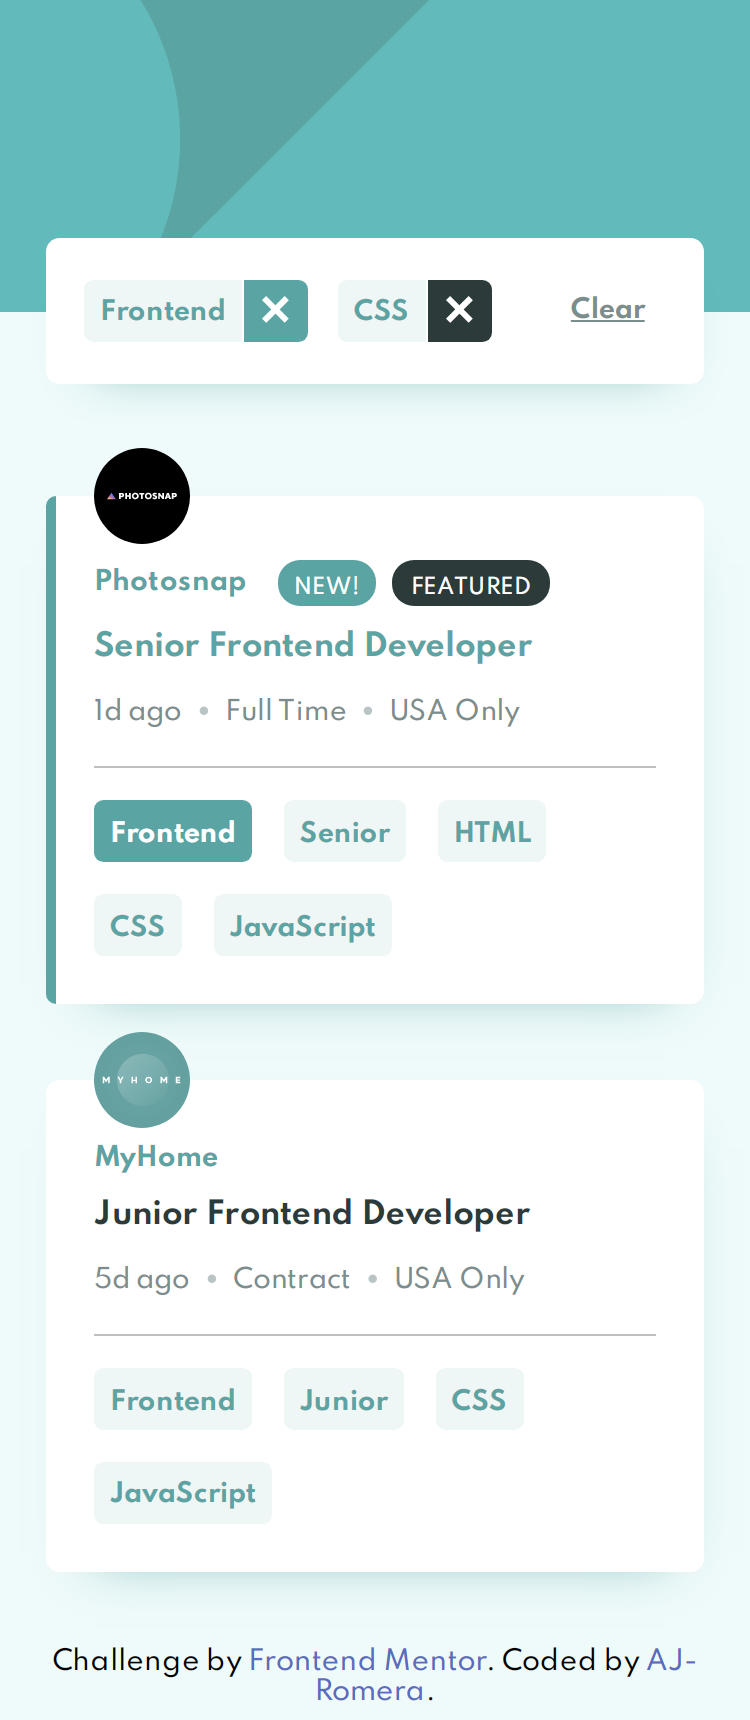 Frontend ✕ CSS ✕ Clear
PHOTOSNAP
Photosnap NEW! FEATURED
Senior Frontend Developer
1d ago • Full Time • USA Only
Frontend Senior HTML
CSS JavaScript
MYHOME
MyHome
Junior Frontend Developer
5d ago • Contract • USA Only
Frontend Junior CSS
JavaScript
Challenge by Frontend Mentor. Coded by AJ-
Romera.